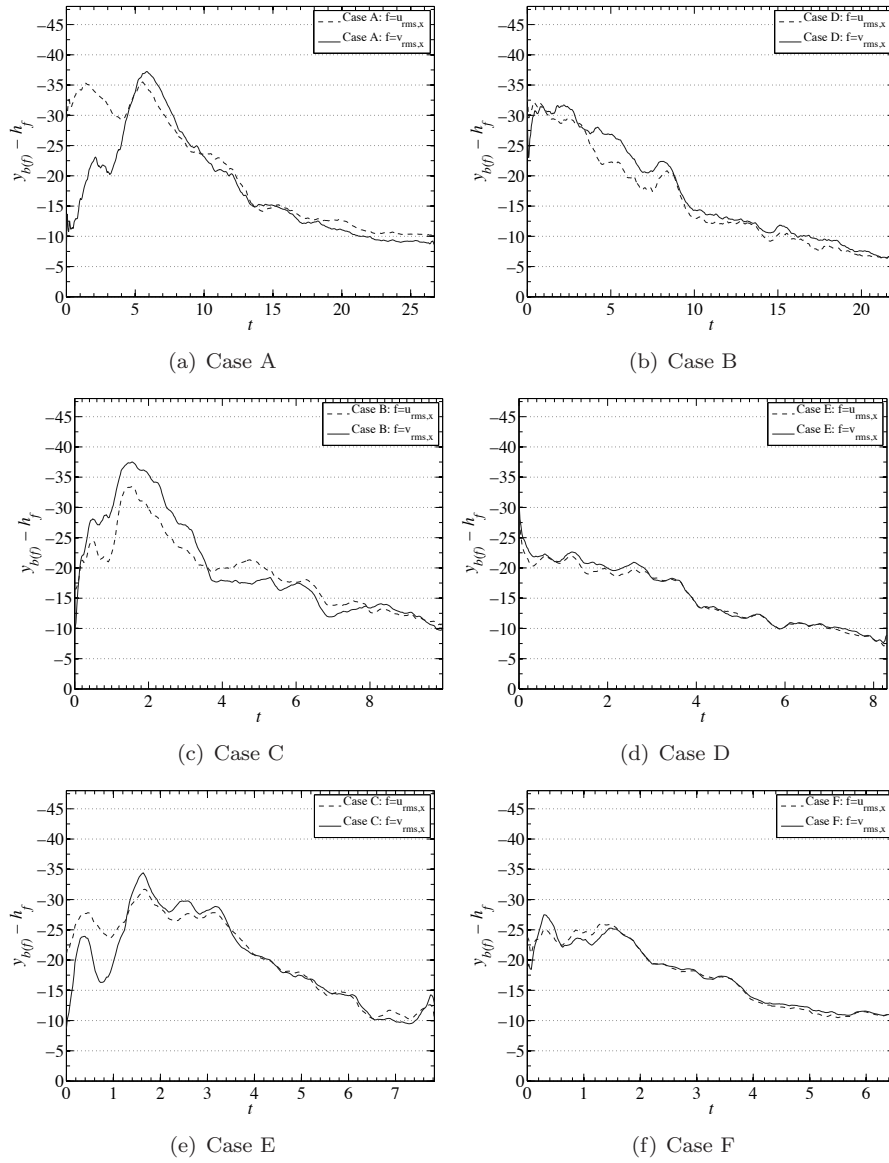 Case A: f=u_rms,x
Case A: f=v_rms,x
−45
−40
−35
−30
−25
−20
−15
−10
−5
0
y_b(f) − h_f
0 5 10 15 20 25
t
(a) Case A
Case D: f=u_rms,x
Case D: f=v_rms,x
−45
−40
−35
−30
−25
−20
−15
−10
−5
0
y_b(f) − h_f
0 5 10 15 20
t
(b) Case B
Case B: f=u_rms,x
Case B: f=v_rms,x
−45
−40
−35
−30
−25
−20
−15
−10
−5
0
y_b(f) − h_f
0 2 4 6 8
t
(c) Case C
Case E: f=u_rms,x
Case E: f=v_rms,x
−45
−40
−35
−30
−25
−20
−15
−10
−5
0
y_b(f) − h_f
0 2 4 6 8
t
(d) Case D
Case C: f=u_rms,x
Case C: f=v_rms,x
−45
−40
−35
−30
−25
−20
−15
−10
−5
0
y_b(f) − h_f
0 1 2 3 4 5 6 7
t
(e) Case E
Case F: f=u_rms,x
Case F: f=v_rms,x
−45
−40
−35
−30
−25
−20
−15
−10
−5
0
y_b(f) − h_f
0 1 2 3 4 5 6
t
(f) Case F